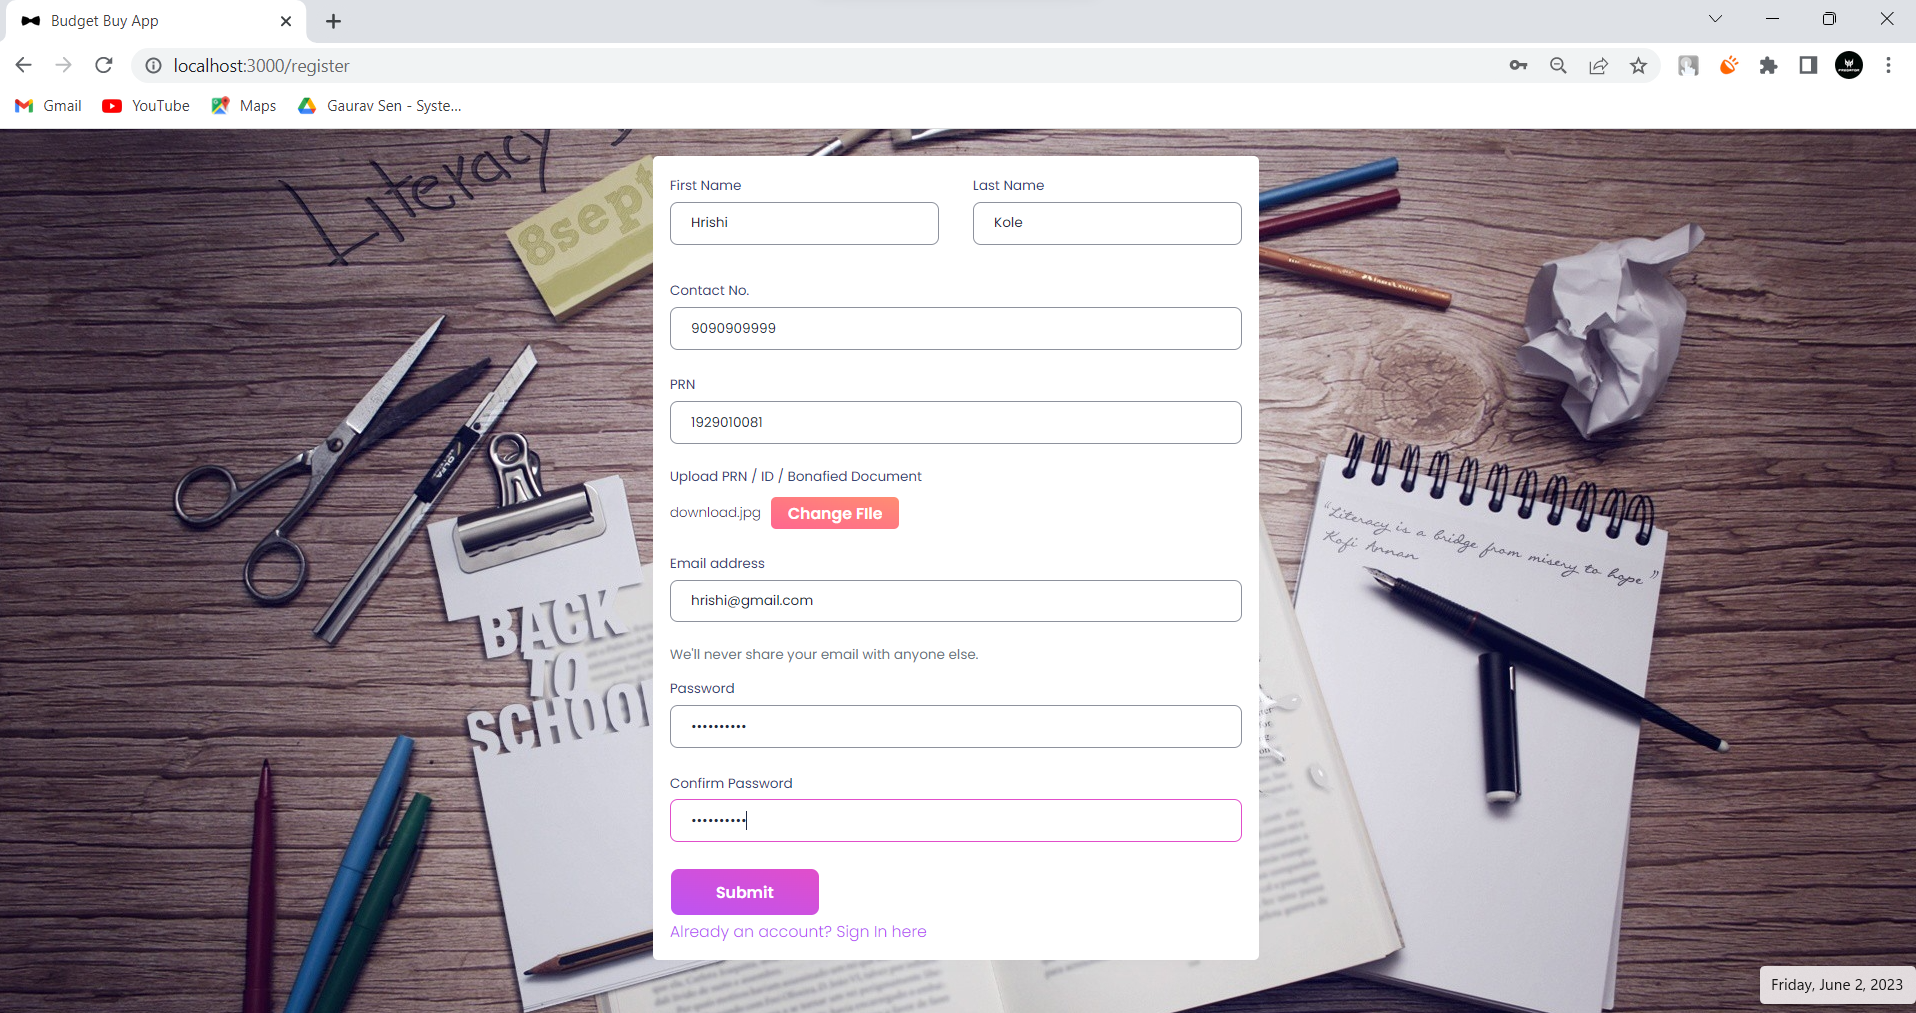 Budget Buy App
localhost:3000/register
Gmail YouTube Maps Gaurav Sen - Syste...
Literacy
8sept
First Name Last Name
Hrishi Kole
Contact No.
9090909999
PRN
1929010081
Upload PRN / ID / Bonafied Document
download.jpg Change FIle
Email address
hrishi@gmail.com
We'll never share your email with anyone else.
Password
••••••••••
Confirm Password
••••••••••
Submit
Already an account? Sign In here
OLFA
BACK
TO
SCHOOL
"Literacy is a bridge from misery to hope"
Kofi Annan
Friday, June 2, 2023